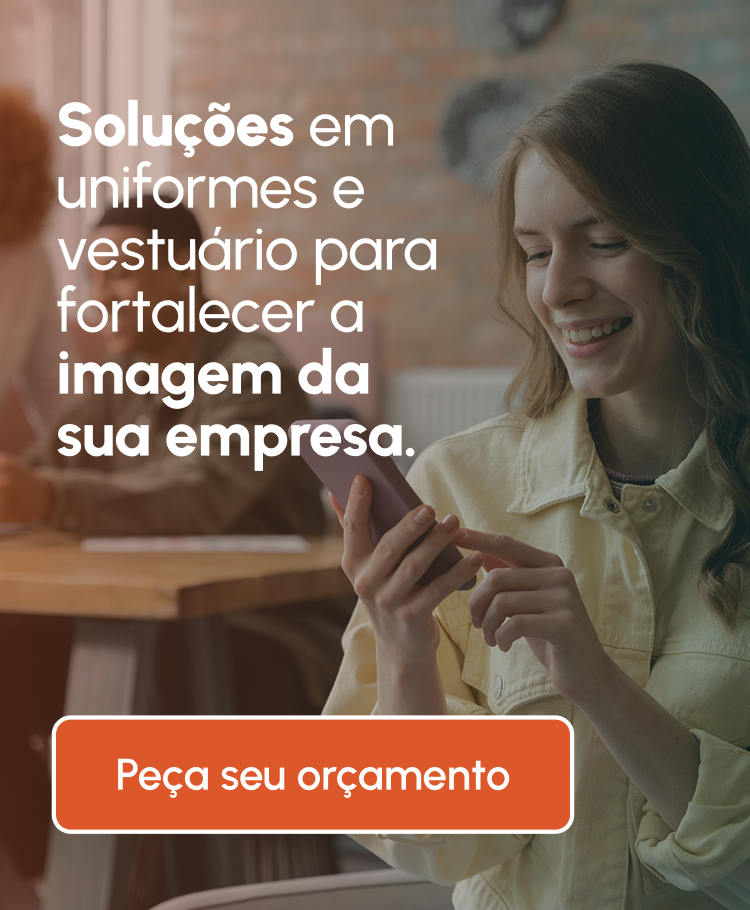 Soluções em
uniformes e
vestuário para
fortalecer a
imagem da
sua empresa.
Peça seu orçamento